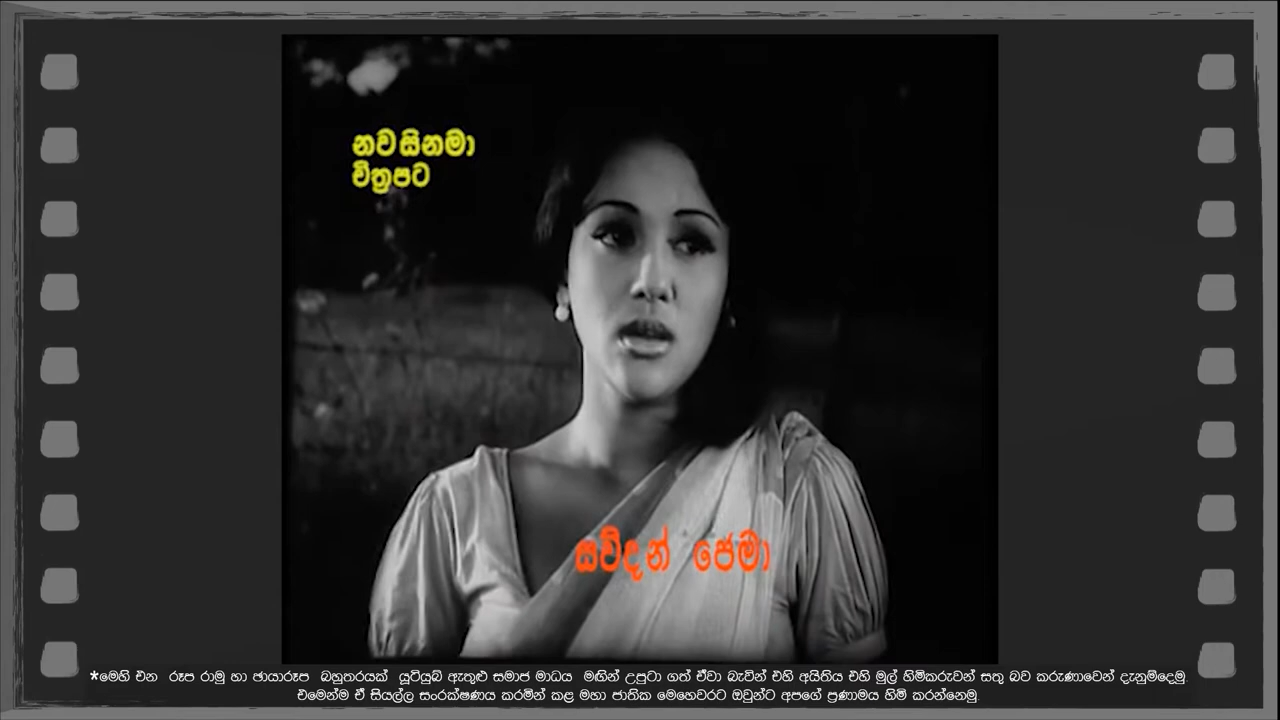 නව සිනමා
චිත්‍රපට
සව්දන් ජේමා
*මෙහි එන රූප රාමු හා ඡායාරූප බහුතරයක් යූටියුබ් ඇතුළු සමාජ මාධය මඟින් උපුටා ගත් ඒවා බැවින් එහි අයිතිය එහි මුල් හිමිකරුවන් සතු බව කරුණාවෙන් දැනුම්දෙමු
එමෙන්ම ඒ සියල්ල සංරක්ෂණය කරමින් කළ මහා ජාතික මෙහෙවරට ඔවුන්ට අපගේ ප්‍රණාමය හිමි කරන්නෙමු